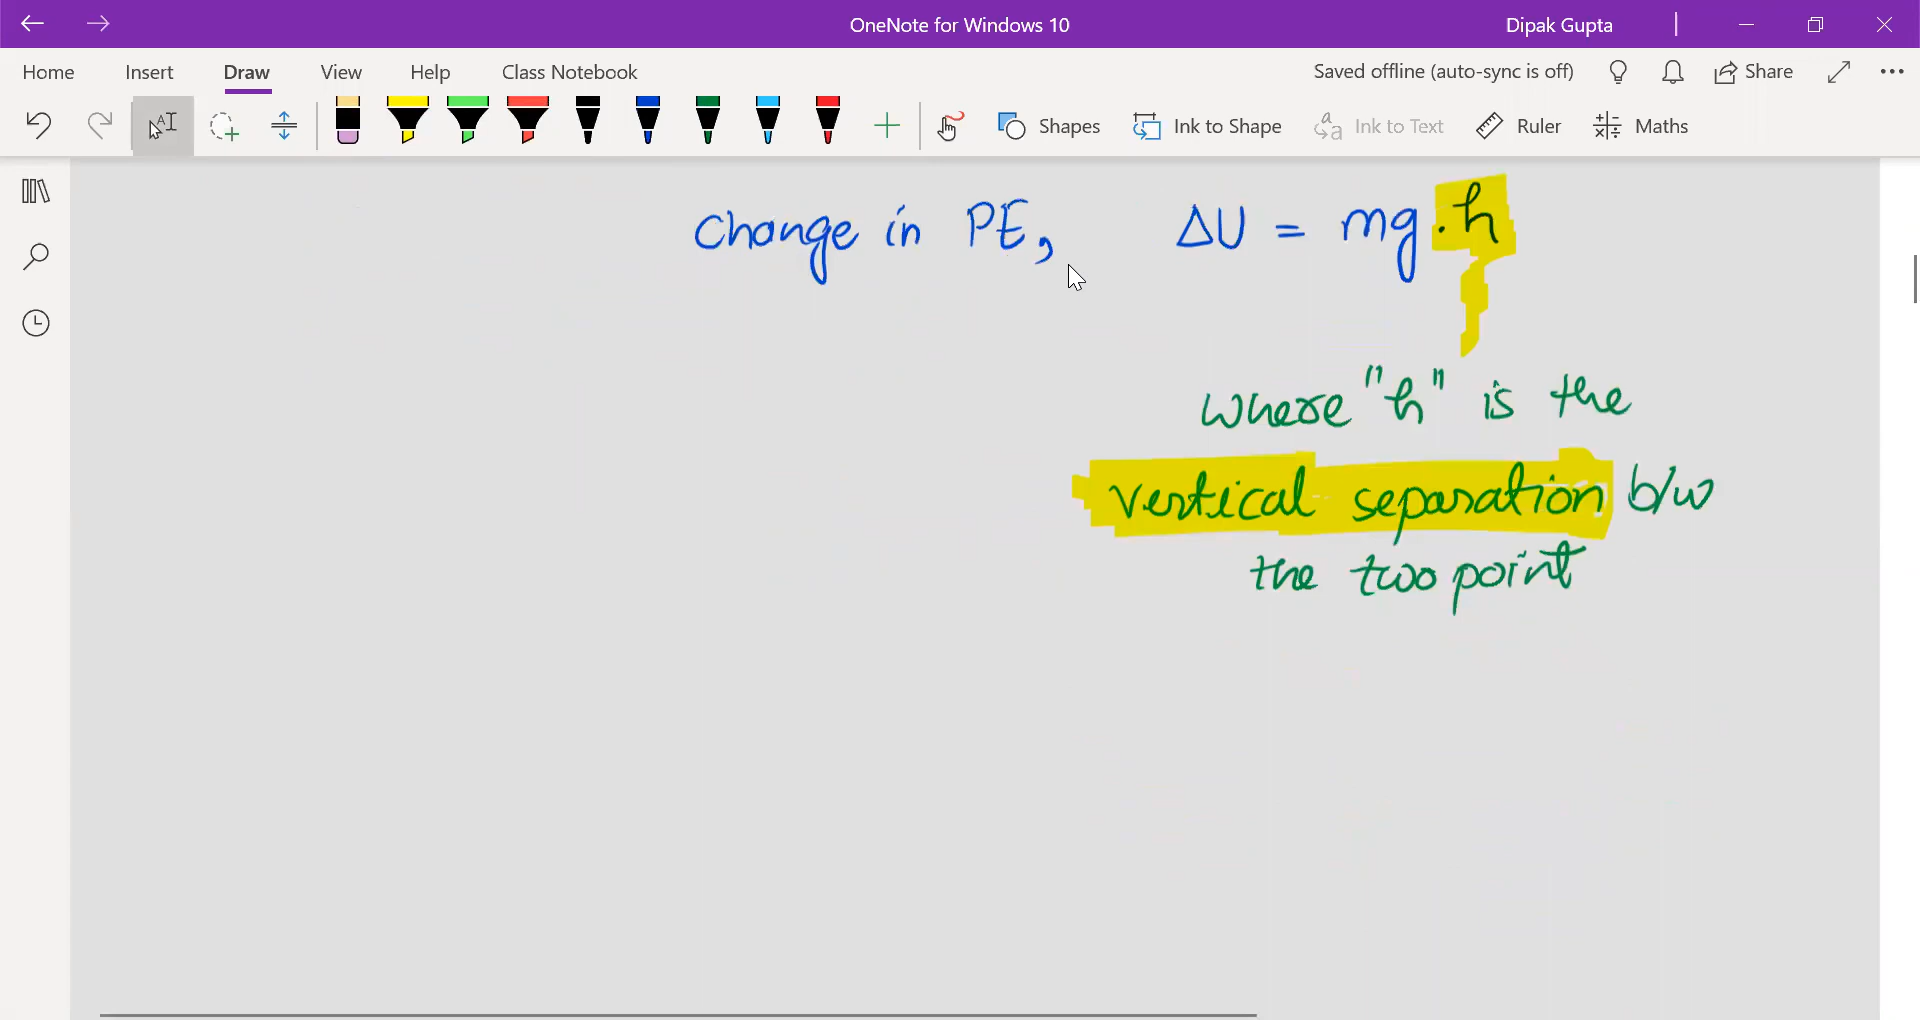 OneNote for Windows 10
Dipak Gupta
Home Insert Draw View Help Class Notebook
Saved offline (auto-sync is off) Share
Shapes Ink to Shape Ink to Text Ruler Maths
Change in PE, ΔU = mg.h
where "h" is the
vertical separation b/w
the two point